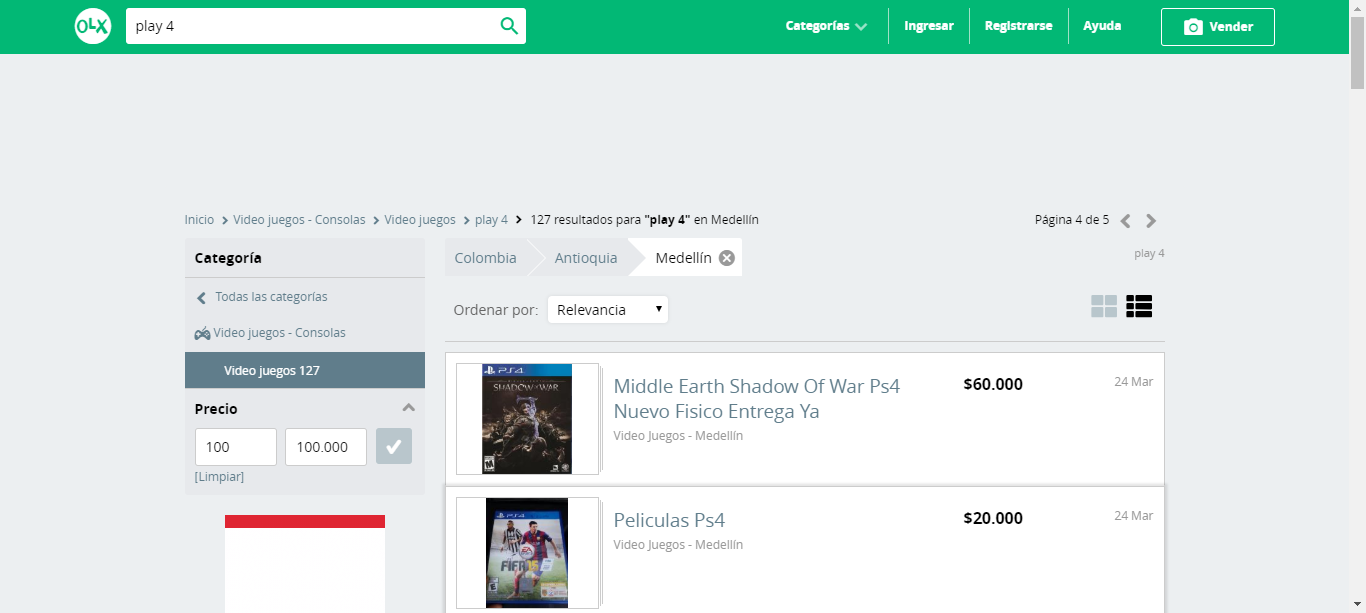 OLX play 4 Categorías Ingresar Registrarse Ayuda Vender
Inicio Video juegos - Consolas Video juegos play 4 127 resultados para "play 4" en Medellín Página 4 de 5
Categoría
Todas las categorías
Video juegos - Consolas
Video juegos 127
Precio
100 100.000
[Limpiar]
Colombia Antioquia Medellín play 4
Ordenar por: Relevancia
PS4
SHADOW OF WAR
Middle Earth Shadow Of War Ps4
Nuevo Fisico Entrega Ya
Video Juegos - Medellín
$60.000
24 Mar
PS4
EA SPORTS
FIFA 15
Peliculas Ps4
Video Juegos - Medellín
$20.000
24 Mar